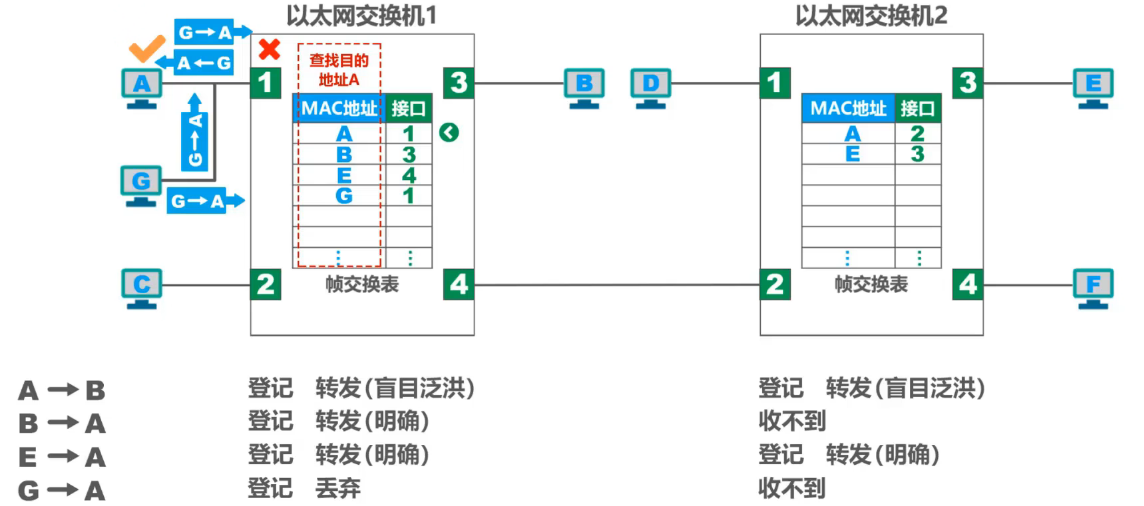 以太网交换机1
以太网交换机2
G→A
A←G
G→A
G→A
A
G
C
B
D
E
F
1
2
3
4
查找目的
地址A
MAC地址 接口
A 1
B 3
E 4
G 1
⋮ ⋮
帧交换表
1
2
3
4
MAC地址 接口
A 2
E 3
⋮ ⋮
帧交换表
A→B 登记 转发(盲目泛洪) 登记 转发(盲目泛洪)
B→A 登记 转发(明确) 收不到
E→A 登记 转发(明确) 登记 转发(明确)
G→A 登记 丢弃 收不到